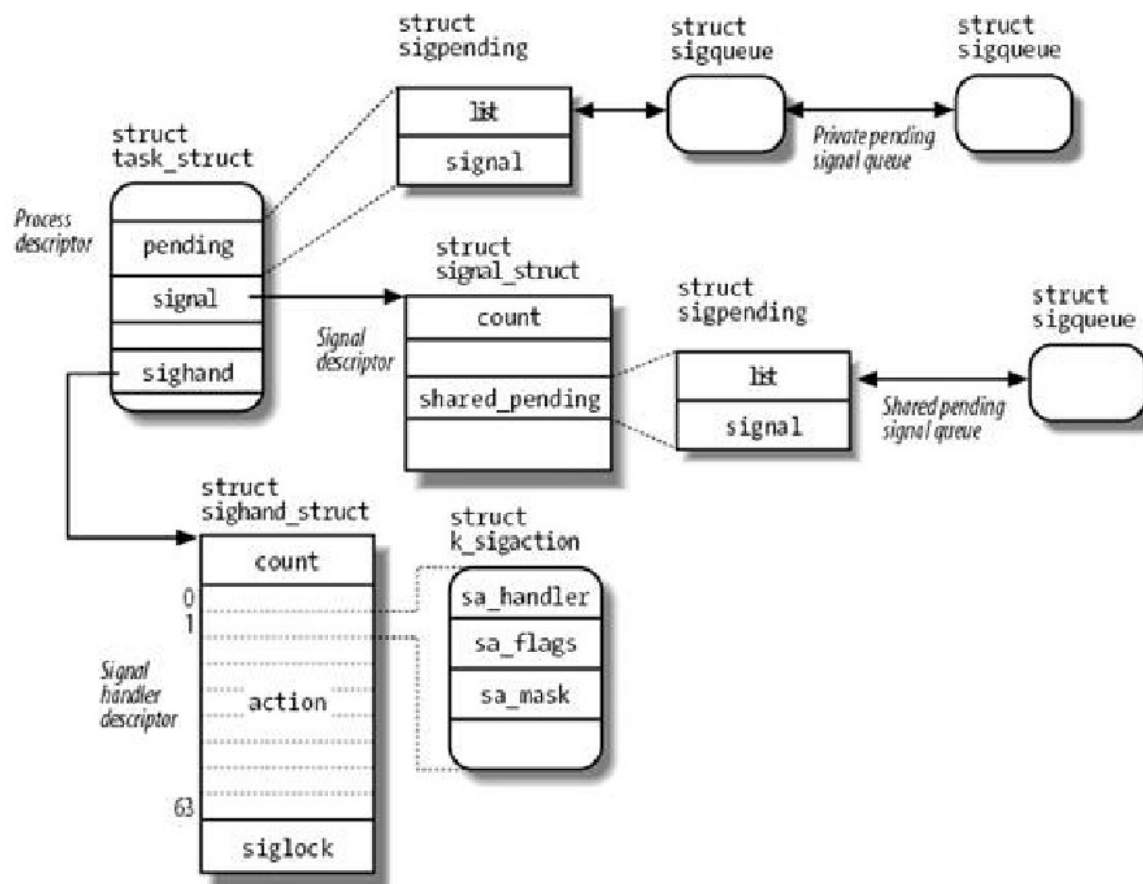 struct
sigpending
struct
sigqueue
struct
sigqueue
list
signal
Private pending
signal queue
struct
task_struct
Process
descriptor
pending
signal
sighand
struct
signal_struct
Signal
descriptor
count
shared_pending
struct
sigpending
list
signal
struct
sigqueue
Shared pending
signal queue
struct
sighand_struct
count
0
1
Signal
handler
descriptor
action
63
siglock
struct
k_sigaction
sa_handler
sa_flags
sa_mask